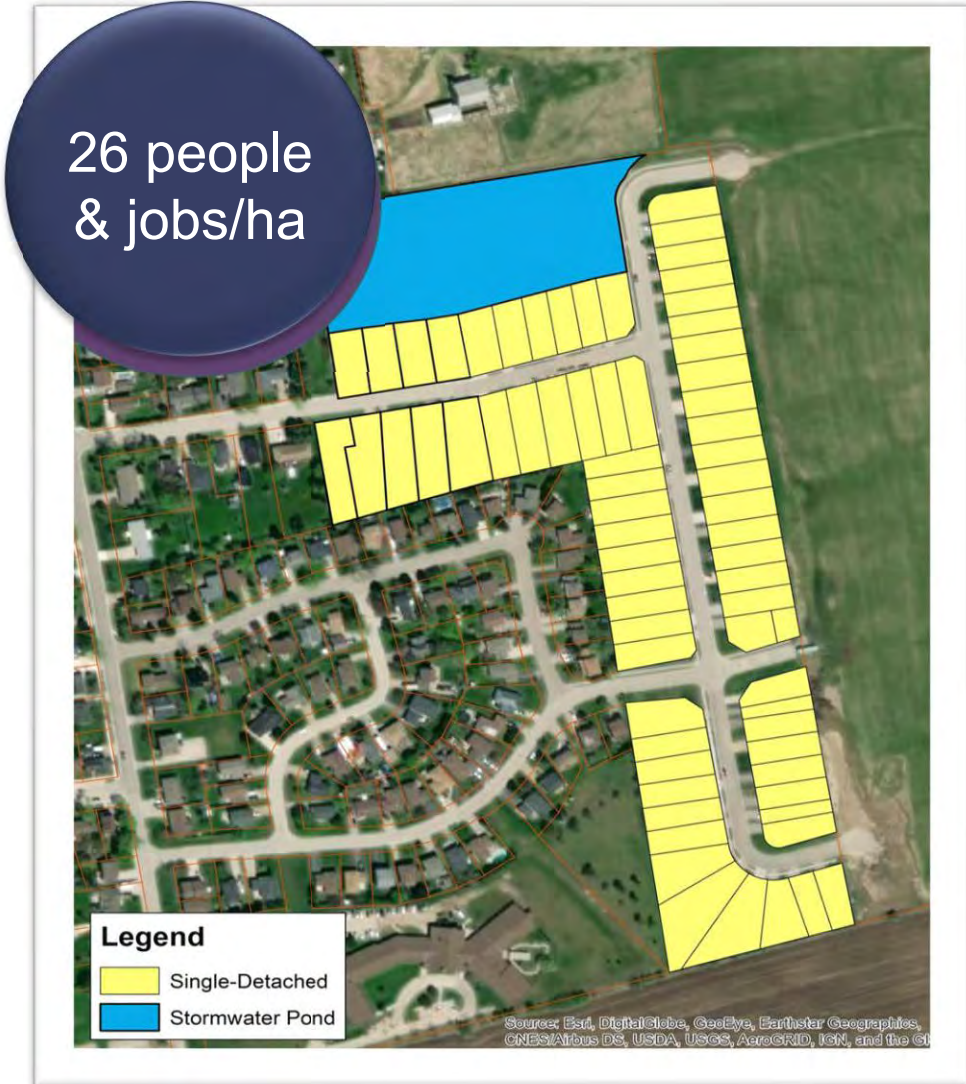 26 people
& jobs/ha
Legend
Single-Detached
Stormwater Pond
Source: Esri, DigitalGlobe, GeoEye, Earthstar Geographics,
CNES/Airbus DS, USDA, USGS, AeroGRID, IGN, and the